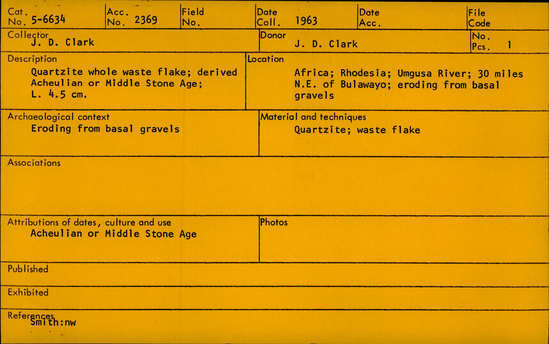 Cat. No. 5-6634 Acc. No. 2369 Field No. Date Coll. 1963 Date Acc. File Code
Collector Donor No. Pcs. 1
J. D. Clark J. D. Clark
Description Location
Quartzite whole waste flake; derived Africa; Rhodesia; Umgusa River; 30 miles
Acheulian or Middle Stone Age; N.E. of Bulawayo; eroding from basal
L. 4.5 cm. gravels
Archaeological context Material and techniques
Eroding from basal gravels Quartzite; waste flake
Associations
Attributions of dates, culture and use Photos
Acheulian or Middle Stone Age
Published
Exhibited
References
Smith:nw